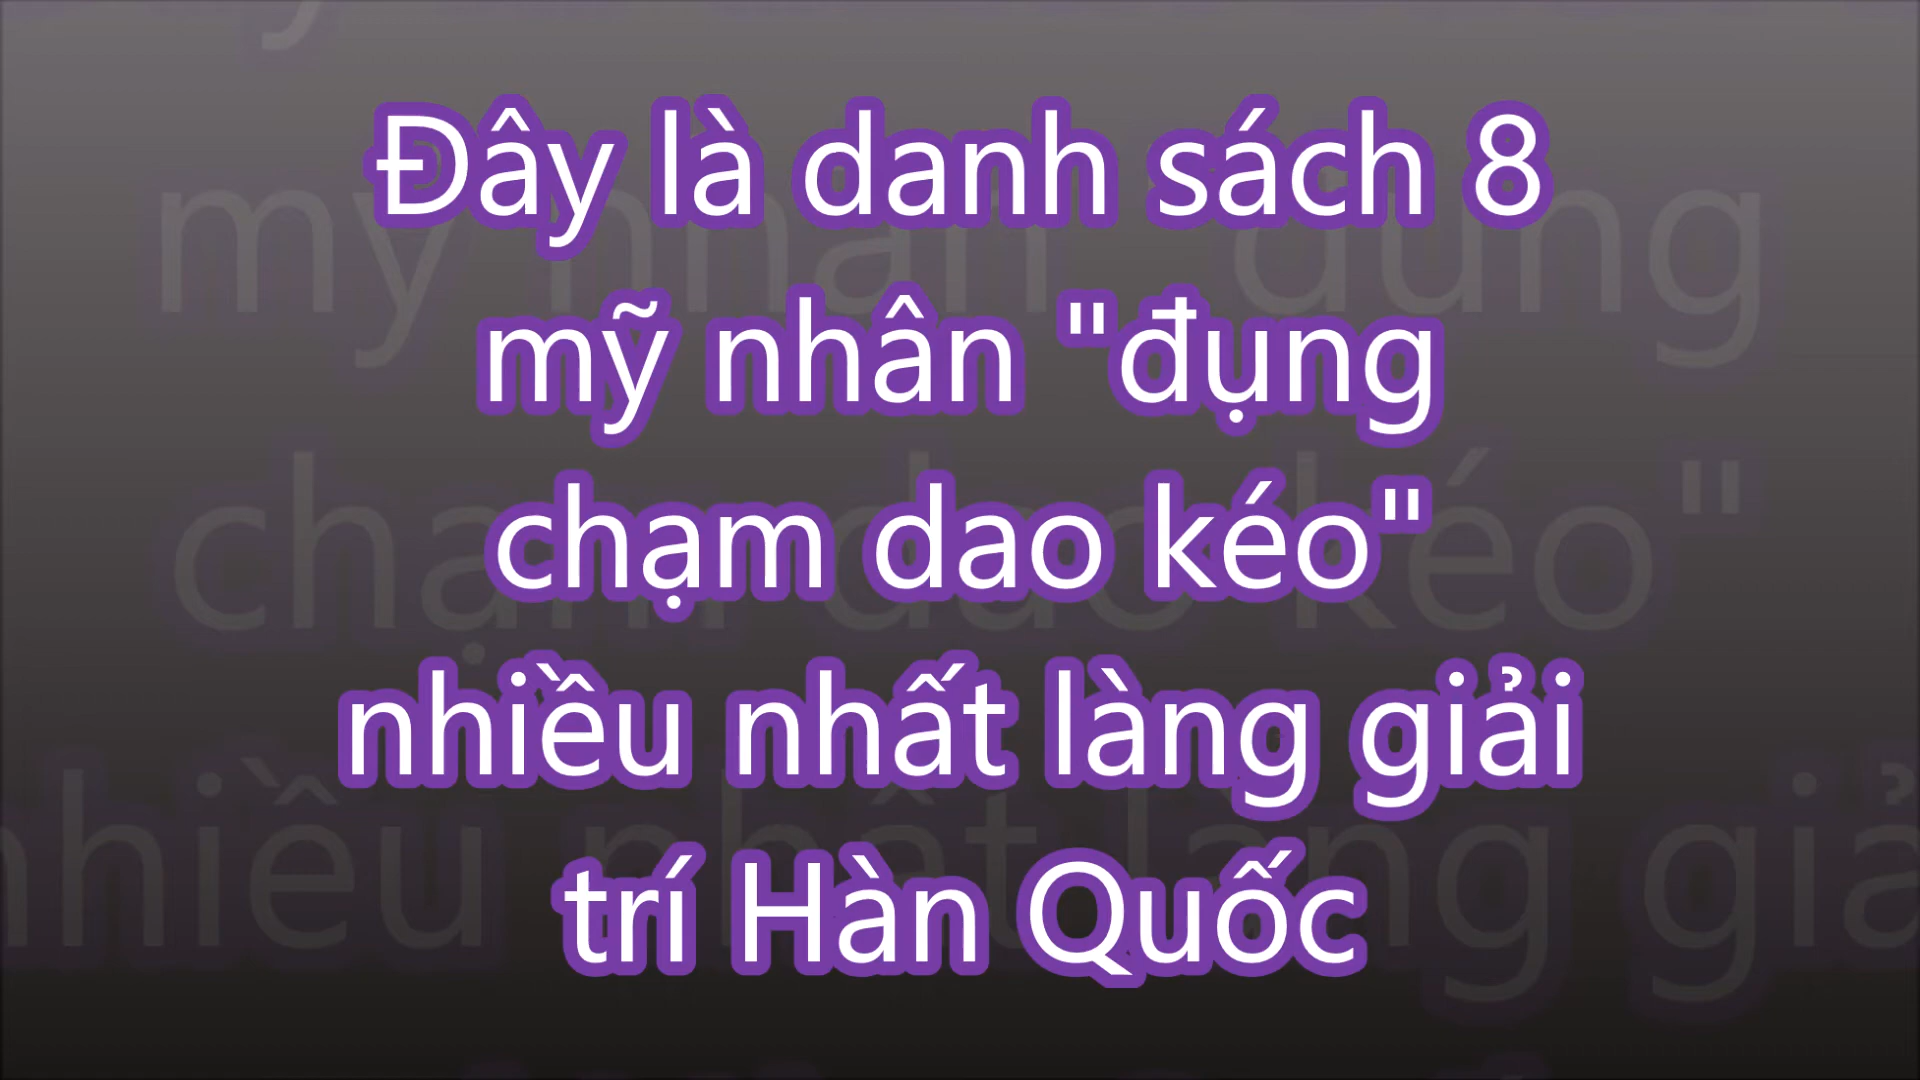 Đây là danh sách 8
mỹ nhân "đụng
chạm dao kéo"
nhiều nhất làng giải
trí Hàn Quốc